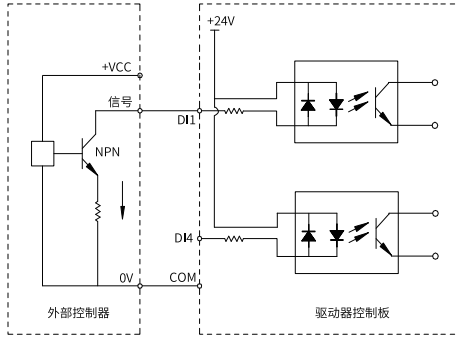 +24V
+VCC
信号
DI1
NPN
DI4
0V
COM
外部控制器
驱动器控制板